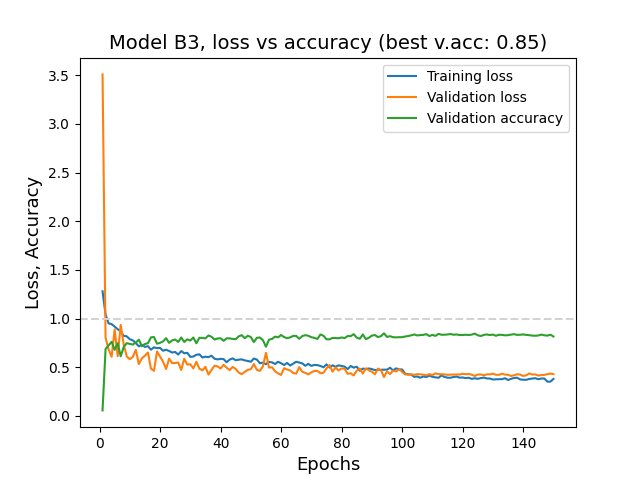 Model B3, loss vs accuracy (best v.acc: 0.85)
Training loss
Validation loss
Validation accuracy
Loss, Accuracy
3.5
3.0
2.5
2.0
1.5
1.0
0.5
0.0
0 20 40 60 80 100 120 140
Epochs